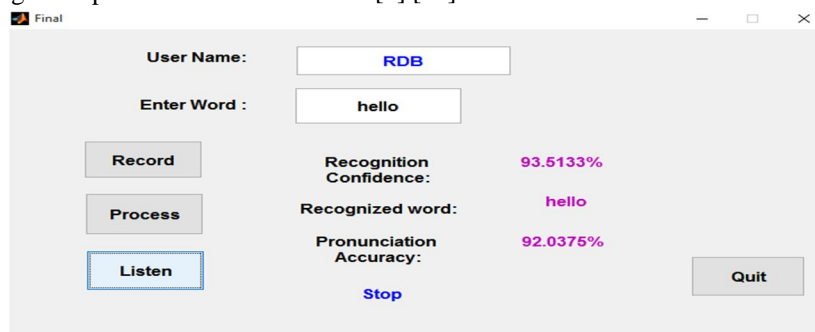 Final
User Name: RDB
Enter Word : hello
Record
Recognition
Confidence: 93.5133%
Process
Recognized word: hello
Pronunciation
Accuracy: 92.0375%
Listen
Stop
Quit